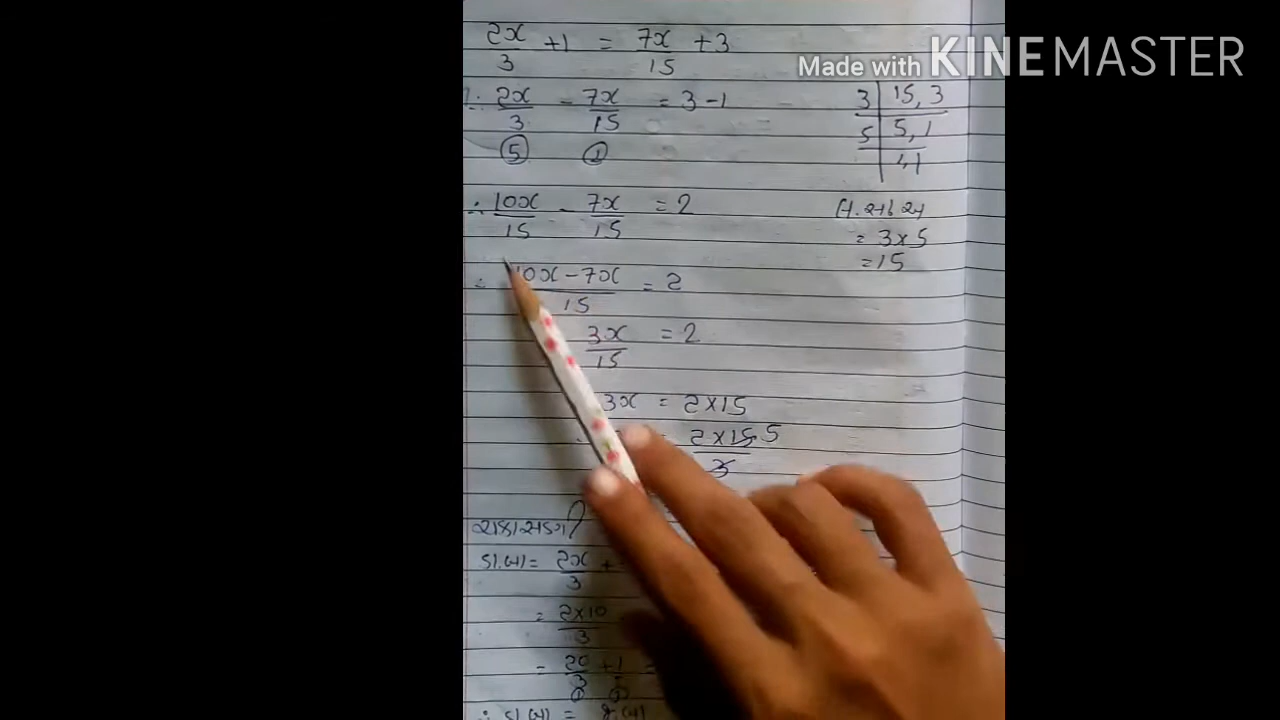 2x/3 + 1 = 7x/15 + 3
Made with KINEMASTER
∴ 2x/3 - 7x/15 = 3 - 1
⑤ ①
3 | 15, 3
5 | 5, 1
1, 1
∴ 10x/15 - 7x/15 = 2
લ.સા.અ
= 3 × 5
= 15
= 10x - 7x/15 = 2
3x/15 = 2
3x = 2 × 15
= 2 × 15 5/3
ડા.બા = 2x/3 +
= 2×10/3
= 20/3 + 1/1 =
∴ ડા.બા = જ.બા